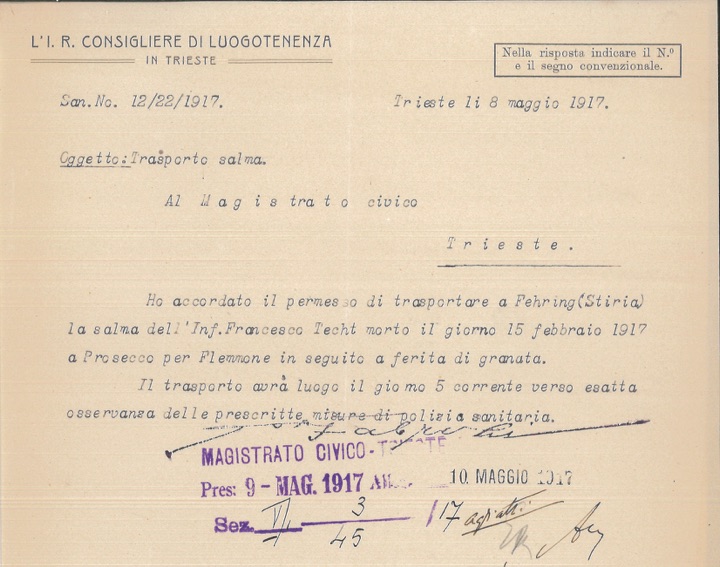 L'I. R. CONSIGLIERE DI LUOGOTENENZA
IN TRIESTE
Nella risposta indicare il N.º
e il segno convenzionale.
San.No. 12/22/1917.
Trieste li 8 maggio 1917.
Oggetto: Trasporto salma.
Al Magistrato civico
Trieste.
Ho accordato il permesso di trasportare a Fehring(Stiria)
la salma dell'Inf.Francesco Techt morto il giorno 15 febbraio 1917
a Prosecco per Flemmone in seguito a ferita di granata.
Il trasporto avrà luogo il giorno 5 corrente verso esatta
osservanza delle prescritte misure di polizia sanitaria.
MAGISTRATO CIVICO-TRIESTE
Pres: 9 - MAG. 1917
10 MAGGIO 1917
Sez. VI 3 /17 agli atti
45